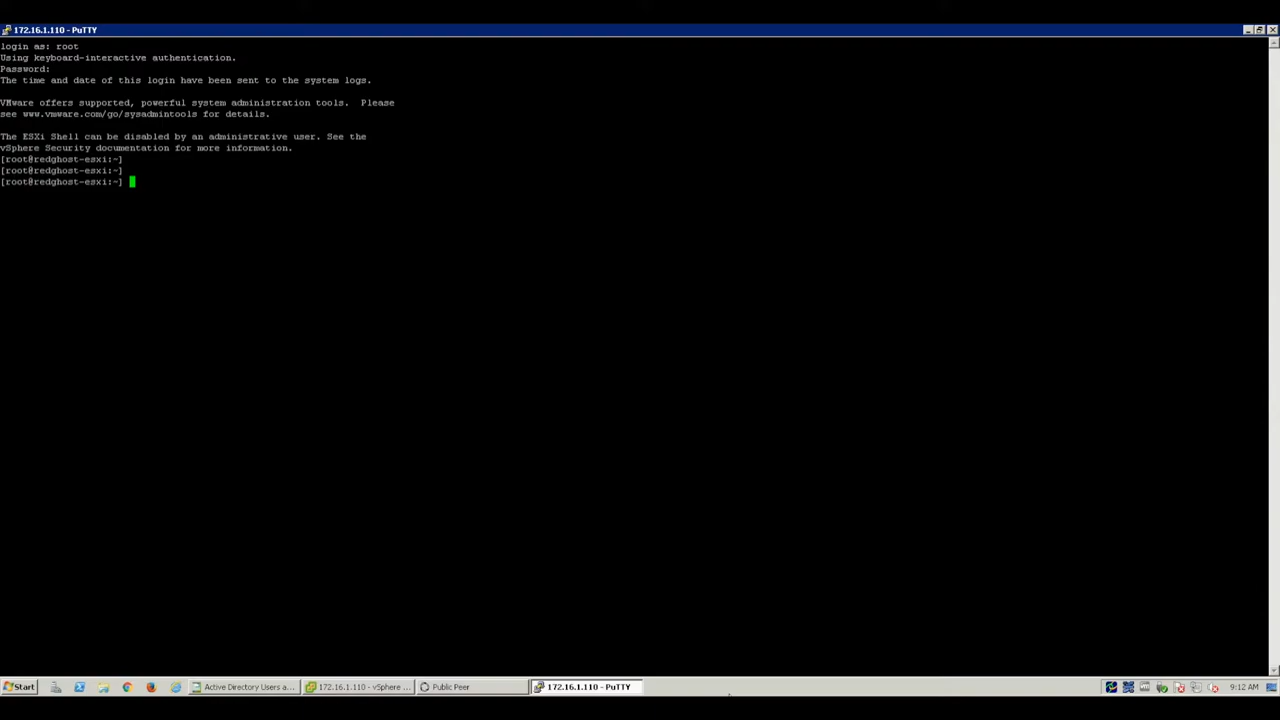 172.16.1.110 - PuTTY
login as: root
Using keyboard-interactive authentication.
Password:
The time and date of this login have been sent to the system logs.
VMware offers supported, powerful system administration tools.  Please
see www.vmware.com/go/sysadmintools for details.
The ESXi Shell can be disabled by an administrative user. See the
vSphere Security documentation for more information.
[root@redghost-esxi:~]
[root@redghost-esxi:~]
[root@redghost-esxi:~]
Start Active Directory Users a... 172.16.1.110 - vSphere ... Public Peer 172.16.1.110 - PuTTY 9:12 AM